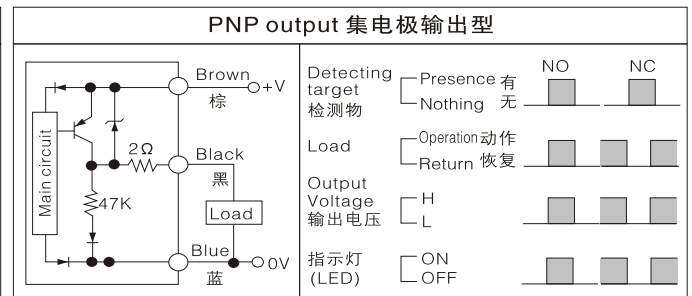 PNP output 集电极输出型
Main circuit
Brown
棕
+V
2Ω
Black
黑
47K
Load
Blue
蓝
0V
NO NC
Detecting target
检测物
Presence 有
Nothing 无
Load
Operation 动作
Return 恢复
Output
Voltage
输出电压
H
L
指示灯
(LED)
ON
OFF